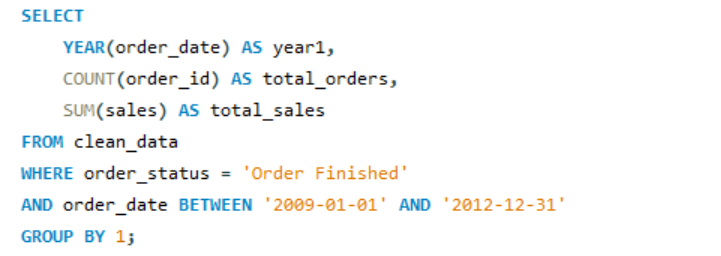 SELECT
    YEAR(order_date) AS year1,
    COUNT(order_id) AS total_orders,
    SUM(sales) AS total_sales
FROM clean_data
WHERE order_status = 'Order Finished'
AND order_date BETWEEN '2009-01-01' AND '2012-12-31'
GROUP BY 1;